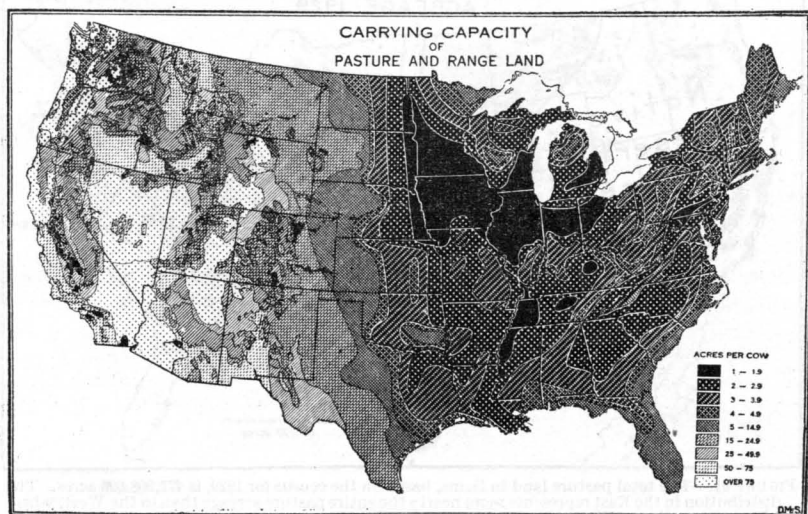 CARRYING CAPACITY
OF
PASTURE AND RANGE LAND
ACRES PER COW
1 - 1.9
2 - 2.9
3 - 3.9
4 - 4.9
5 - 14.9
15 - 24.9
25 - 49.9
50 - 75
OVER 75